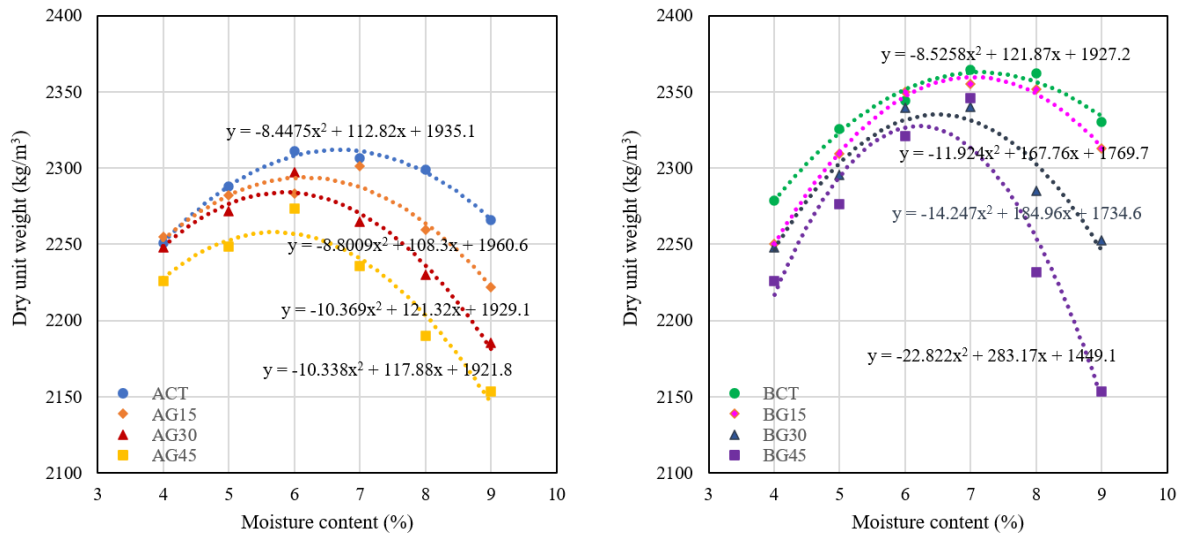 2400
2350
2300
2250
2200
2150
2100
Dry unit weight (kg/m³)
y = -8.4475x² + 112.82x + 1935.1
y = -8.8009x² + 108.3x + 1960.6
y = -10.369x² + 121.32x + 1929.1
y = -10.338x² + 117.88x + 1921.8
ACT
AG15
AG30
AG45
3 4 5 6 7 8 9 10
Moisture content (%)
2400
2350
2300
2250
2200
2150
2100
Dry unit weight (kg/m³)
y = -8.5258x² + 121.87x + 1927.2
y = -11.924x² + 167.76x + 1769.7
y = -14.247x² + 184.96x + 1734.6
y = -22.822x² + 283.17x + 1449.1
BCT
BG15
BG30
BG45
3 4 5 6 7 8 9 10
Moisture content (%)